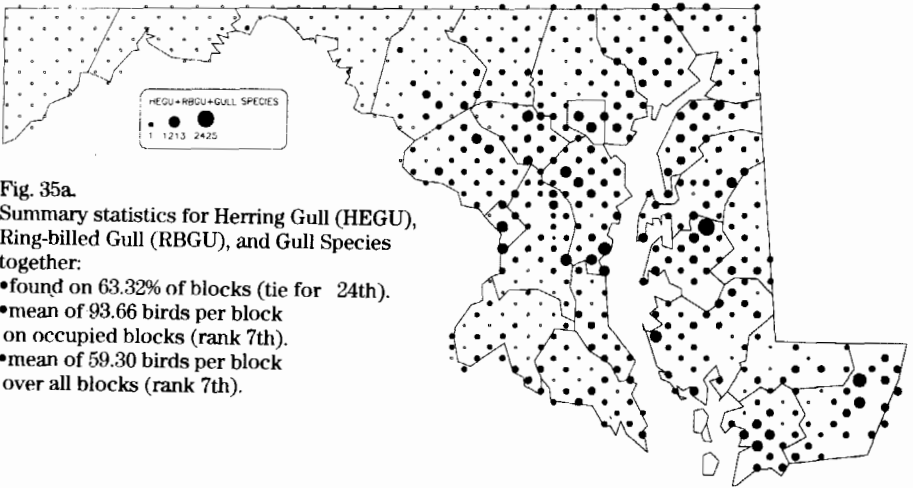 HEGU+RBGU+GULL SPECIES
1 1213 2425
Fig. 35a.
Summary statistics for Herring Gull (HEGU),
Ring-billed Gull (RBGU), and Gull Species
together:
•found on 63.32% of blocks (tie for 24th).
•mean of 93.66 birds per block
on occupied blocks (rank 7th).
•mean of 59.30 birds per block
over all blocks (rank 7th).